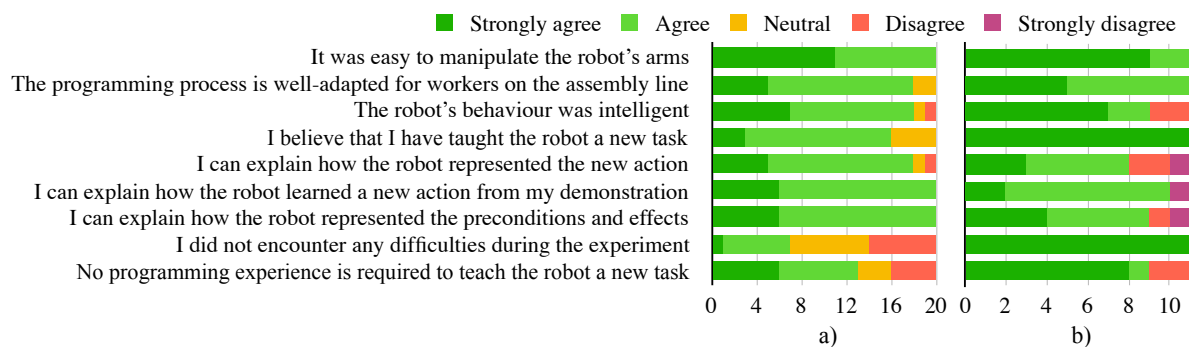 Strongly agree Agree Neutral Disagree Strongly disagree
It was easy to manipulate the robot's arms
The programming process is well-adapted for workers on the assembly line
The robot's behaviour was intelligent
I believe that I have taught the robot a new task
I can explain how the robot represented the new action
I can explain how the robot learned a new action from my demonstration
I can explain how the robot represented the preconditions and effects
I did not encounter any difficulties during the experiment
No programming experience is required to teach the robot a new task
0 4 8 12 16 20 0 2 4 6 8 10
a) b)